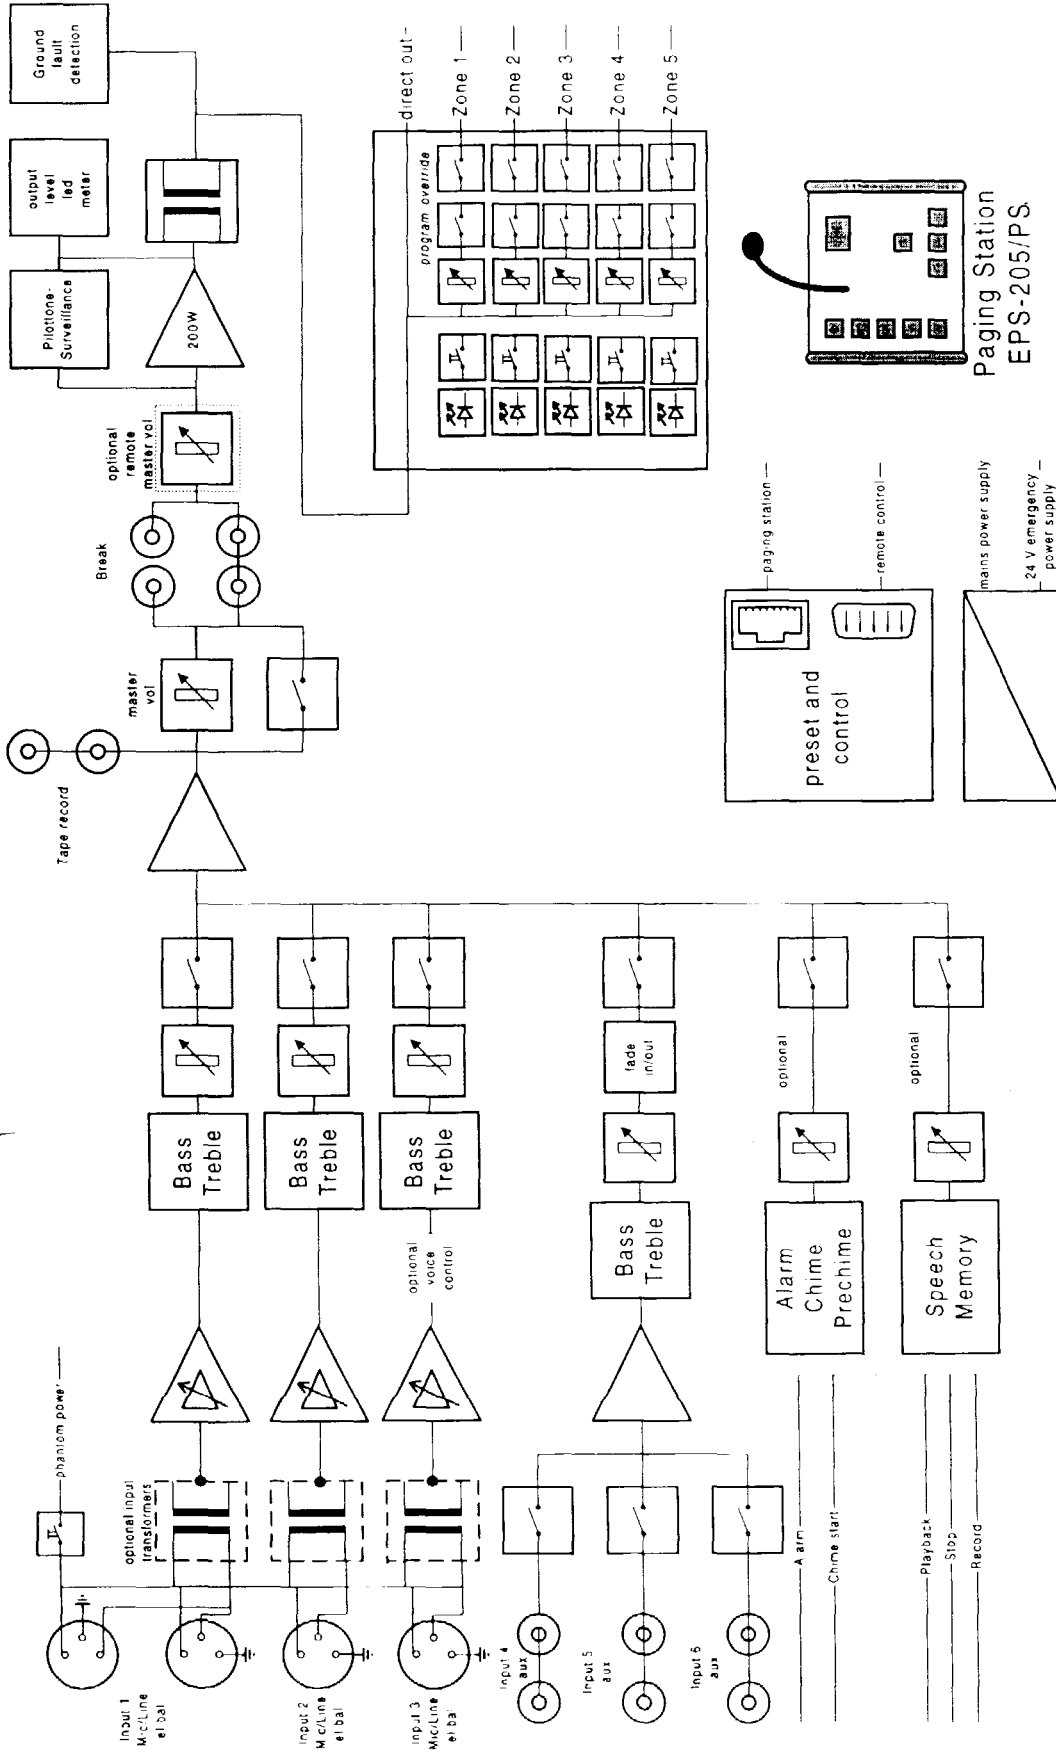 phantom power
Input 1
Mic/Line
el bal
Input 2
Mic/Line
el bal
Input 3
Mic/Line
el bal
optional input
transformers
optional
voice
control
Bass
Treble
Bass
Treble
Bass
Treble
Input 4
aux
Input 5
aux
Input 6
aux
Bass
Treble
fade
in/out
Alarm
Chime start
Alarm
Chime
Prechime
optional
Playback
Stop
Record
Speech
Memory
optional
Tape record
master
vol
Break
optional
remote
master vol
200W
Pilottone-
Surveillance
output
level
led
meter
Ground
fault
detection
program override
direct out
Zone 1
Zone 2
Zone 3
Zone 4
Zone 5
preset and
control
paging station
remote control
mains power supply
24 V emergency
power supply
Paging Station
EPS-205/PS